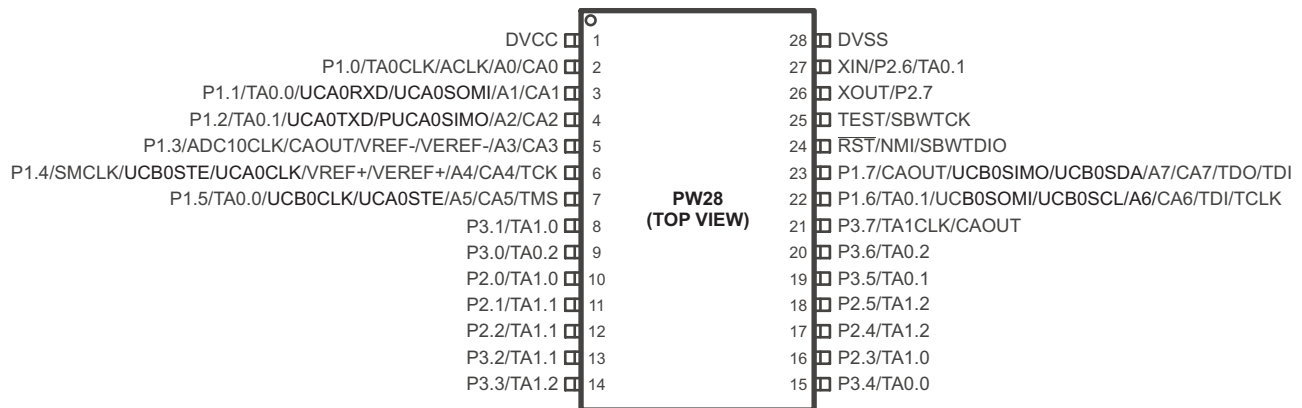 DVCC 1 28 DVSS
P1.0/TA0CLK/ACLK/A0/CA0 2 27 XIN/P2.6/TA0.1
P1.1/TA0.0/UCA0RXD/UCA0SOMI/A1/CA1 3 26 XOUT/P2.7
P1.2/TA0.1/UCA0TXD/PUCA0SIMO/A2/CA2 4 25 TEST/SBWTCK
P1.3/ADC10CLK/CAOUT/VREF-/VEREF-/A3/CA3 5 24 RST/NMI/SBWTDIO
P1.4/SMCLK/UCB0STE/UCA0CLK/VREF+/VEREF+/A4/CA4/TCK 6 23 P1.7/CAOUT/UCB0SIMO/UCB0SDA/A7/CA7/TDO/TDI
P1.5/TA0.0/UCB0CLK/UCA0STE/A5/CA5/TMS 7 PW28 22 P1.6/TA0.1/UCB0SOMI/UCB0SCL/A6/CA6/TDI/TCLK
P3.1/TA1.0 8 (TOP VIEW) 21 P3.7/TA1CLK/CAOUT
P3.0/TA0.2 9 20 P3.6/TA0.2
P2.0/TA1.0 10 19 P3.5/TA0.1
P2.1/TA1.1 11 18 P2.5/TA1.2
P2.2/TA1.1 12 17 P2.4/TA1.2
P3.2/TA1.1 13 16 P2.3/TA1.0
P3.3/TA1.2 14 15 P3.4/TA0.0